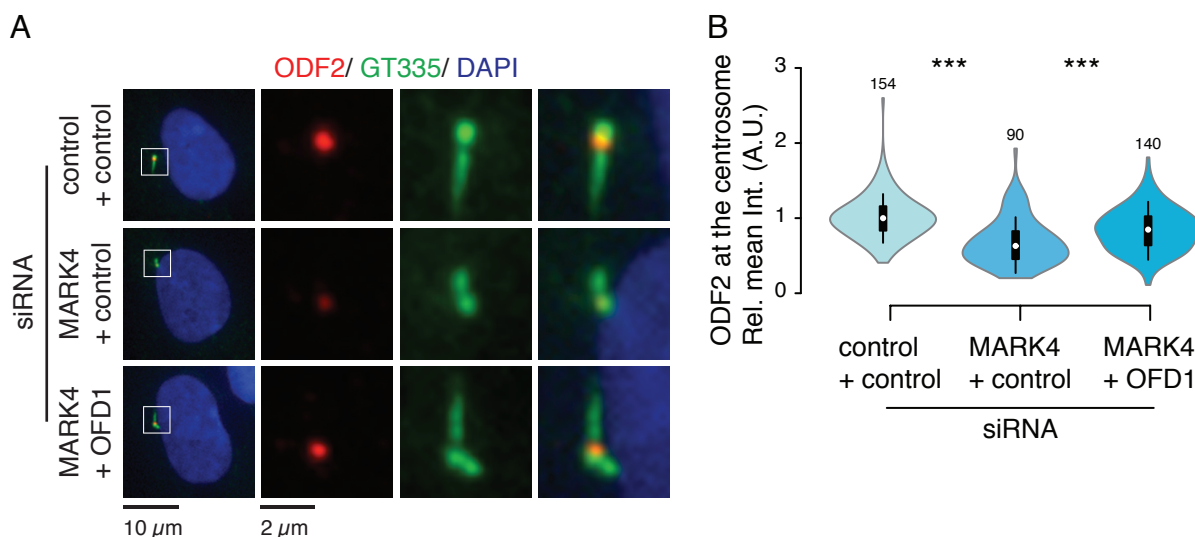 A
ODF2/ GT335/ DAPI
siRNA
control
+ control
MARK4
+ control
MARK4
+ OFD1
10 µm
2 µm
B
ODF2 at the centrosome
Rel. mean Int. (A.U.)
3
2
1
0
154
***
90
***
140
control
+ control
MARK4
+ control
MARK4
+ OFD1
siRNA